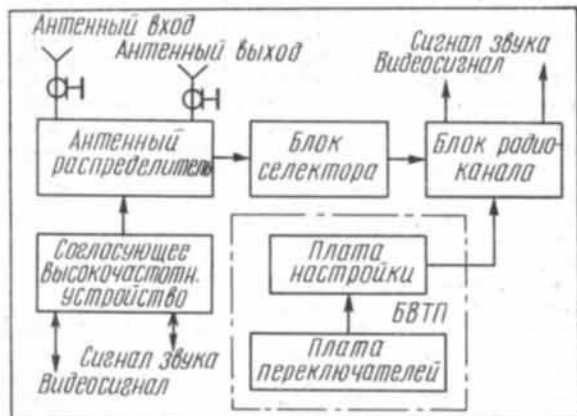 Антенный вход
Антенный выход
Сигнал звука
Видеосигнал
Антенный
распределитель
Блок
селектора
Блок радио-
канала
Согласующее
высокочастотн.
устройство
Плата
настройки
БВТП
Плата
переключателей
Сигнал звука
Видеосигнал